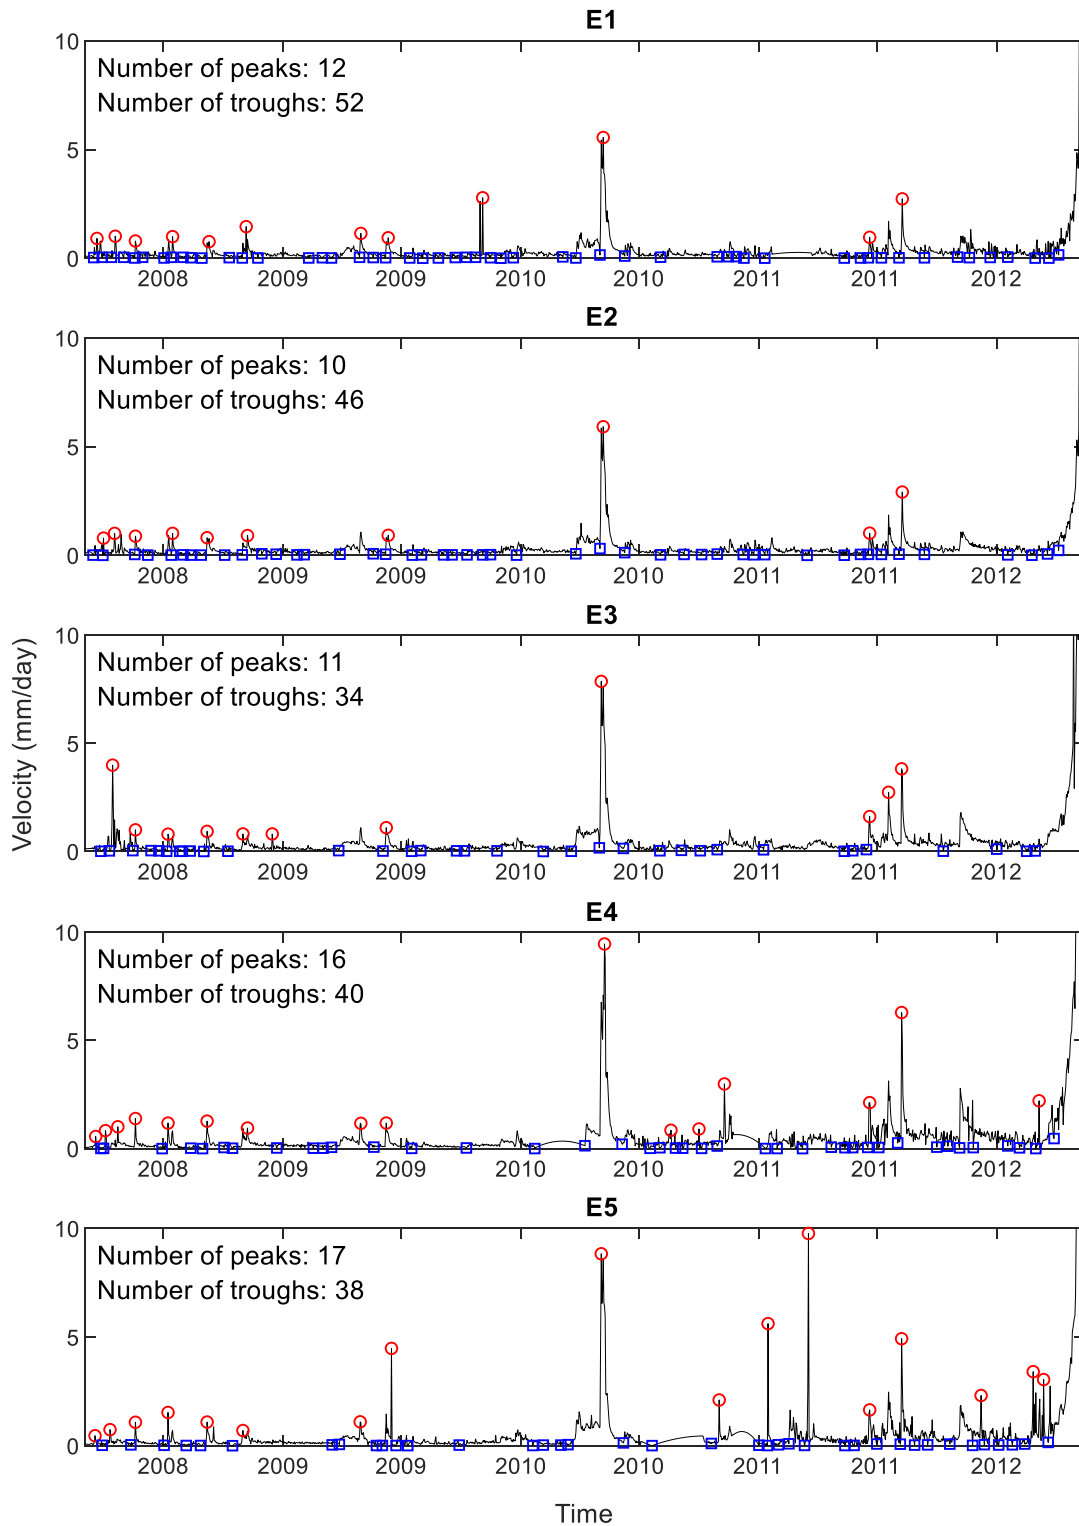 E1
10
Number of peaks: 12
Number of troughs: 52
5
0
2008 2009 2009 2010 2010 2011 2011 2012
E2
10
Number of peaks: 10
Number of troughs: 46
5
0
2008 2009 2009 2010 2010 2011 2011 2012
E3
10
Number of peaks: 11
Number of troughs: 34
5
0
2008 2009 2009 2010 2010 2011 2011 2012
Velocity (mm/day)
E4
10
Number of peaks: 16
Number of troughs: 40
5
0
2008 2009 2009 2010 2010 2011 2011 2012
E5
10
Number of peaks: 17
Number of troughs: 38
5
0
2008 2009 2009 2010 2010 2011 2011 2012
Time